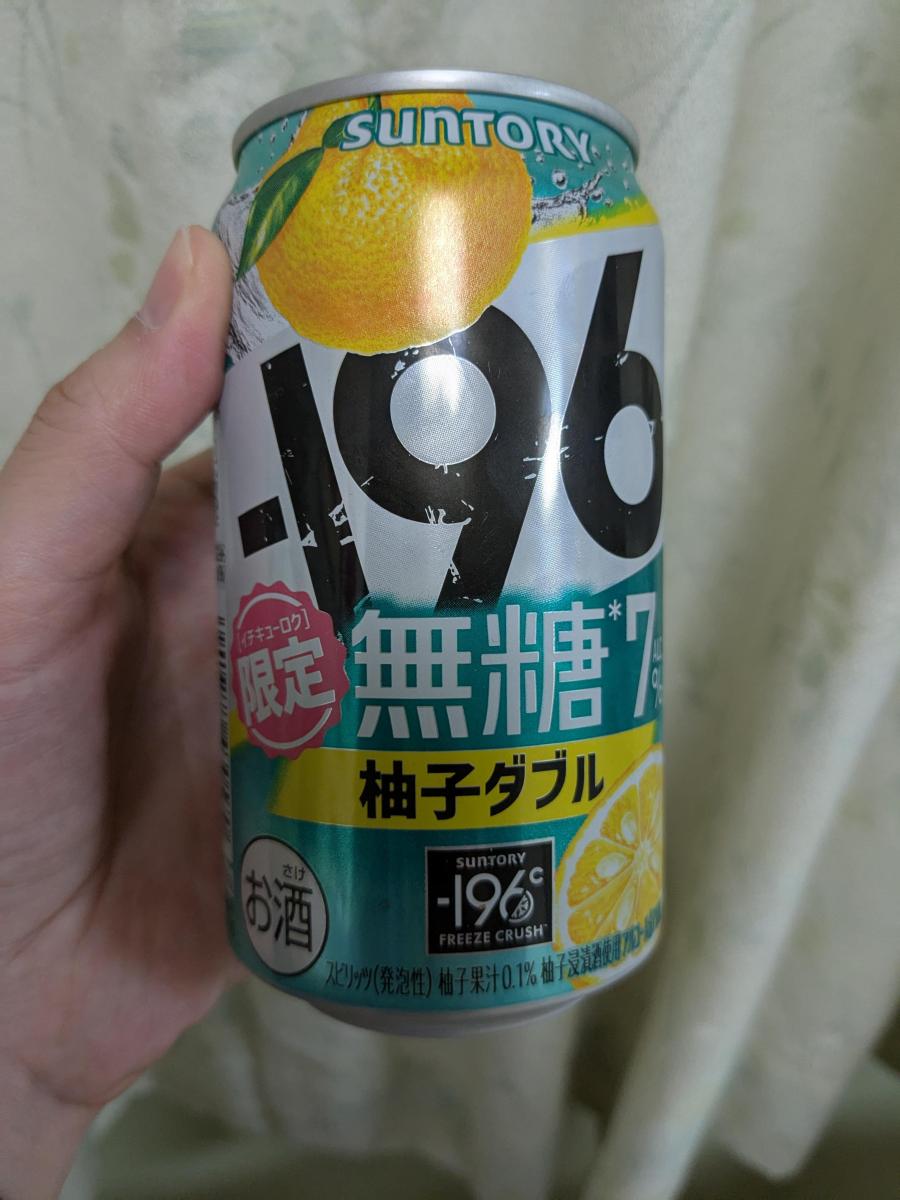 SUNTORY
-196
[イチキューロク]
限定
無糖*
7
柚子ダブル
さけ
お酒
SUNTORY
-196℃
FREEZE CRUSH™
スピリッツ(発泡性) 柚子果汁0.1% 柚子浸漬酒使用